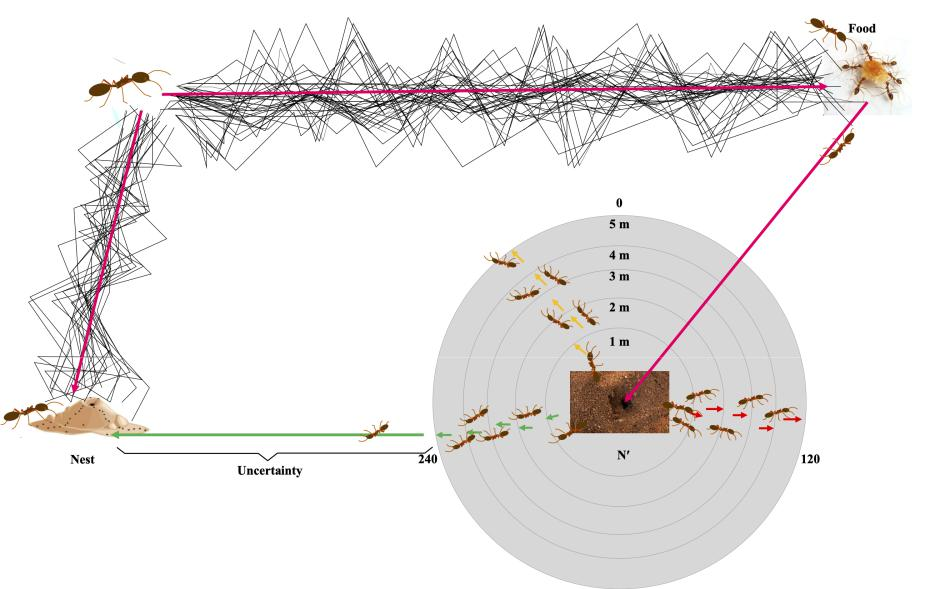 Food
0
5 m
4 m
3 m
2 m
1 m
N′
Nest
240
120
Uncertainty